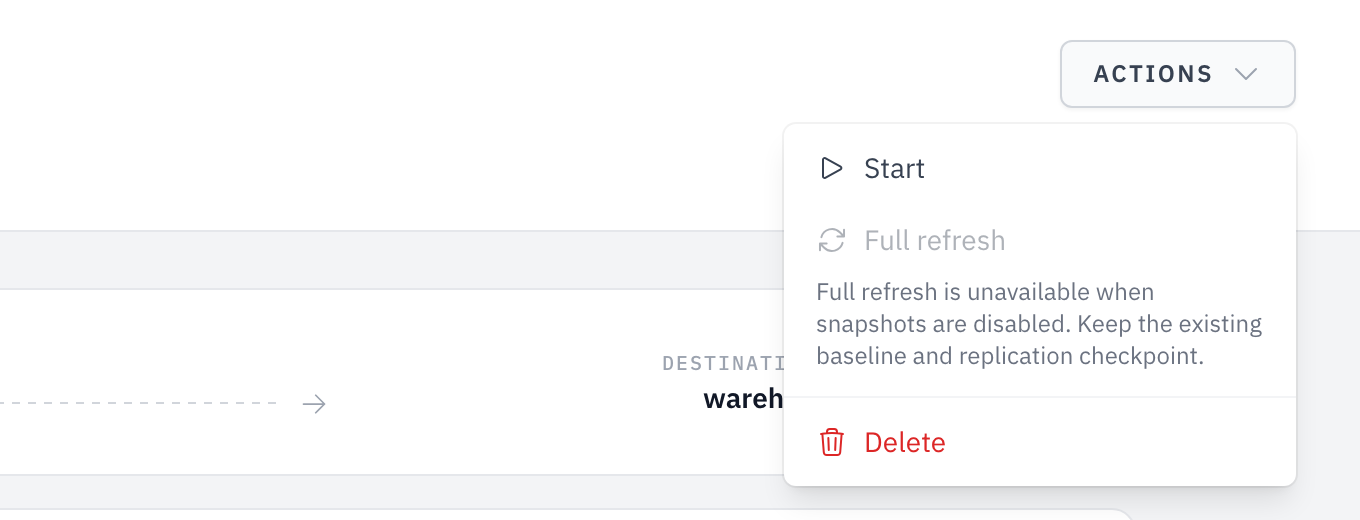 ACTIONS
Start
Full refresh
Full refresh is unavailable when
snapshots are disabled. Keep the existing
baseline and replication checkpoint.
DESTINATI
wareh
Delete